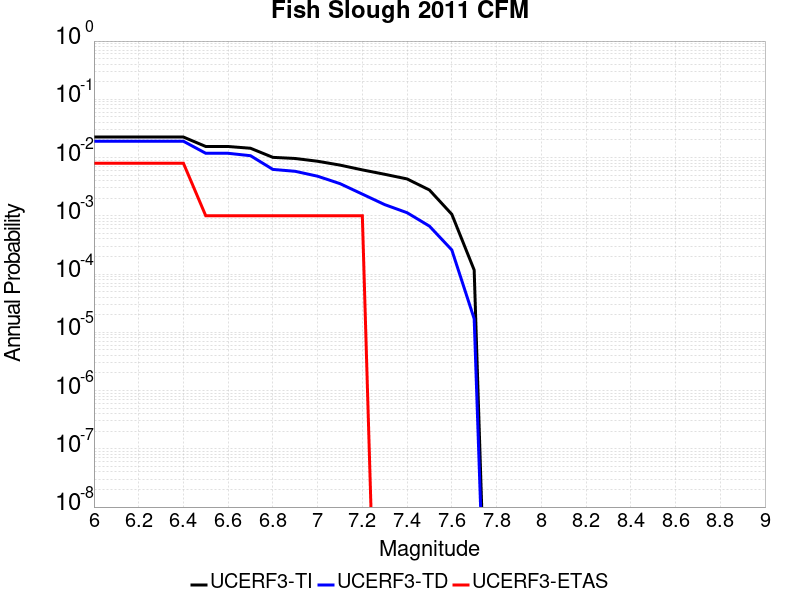 Fish Slough 2011 CFM
10^0
10^-1
10^-2
10^-3
10^-4
10^-5
10^-6
10^-7
10^-8
Annual Probability
6 6.2 6.4 6.6 6.8 7 7.2 7.4 7.6 7.8 8 8.2 8.4 8.6 8.8 9
Magnitude
UCERF3-TI UCERF3-TD UCERF3-ETAS